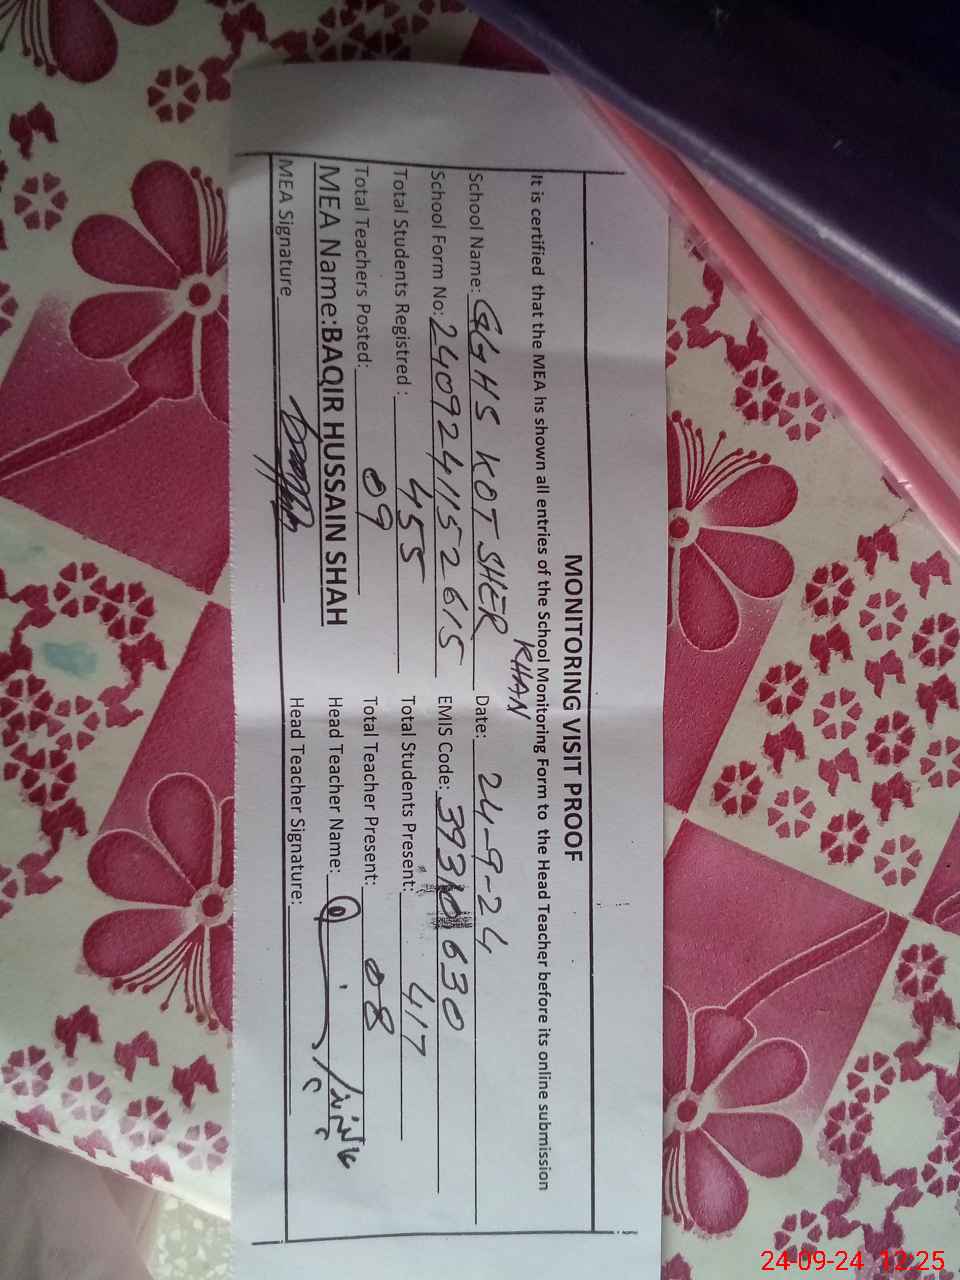 MONITORING VISIT PROOF
It is certified that the MEA hs shown all entries of the School Monitoring Form to the Head Teacher before its online submission
School Name: GGHS KOT SHER KHAN Date: 24-9-24
School Form No: 2409241152615 EMIS Code: 39310630
Total Students Registred : 455 Total Students Present: 417
Total Teachers Posted: 09 Total Teacher Present: 08
MEA Name:BAQIR HUSSAIN SHAH Head Teacher Name:
MEA Signature Head Teacher Signature:
24-09-24 12:25